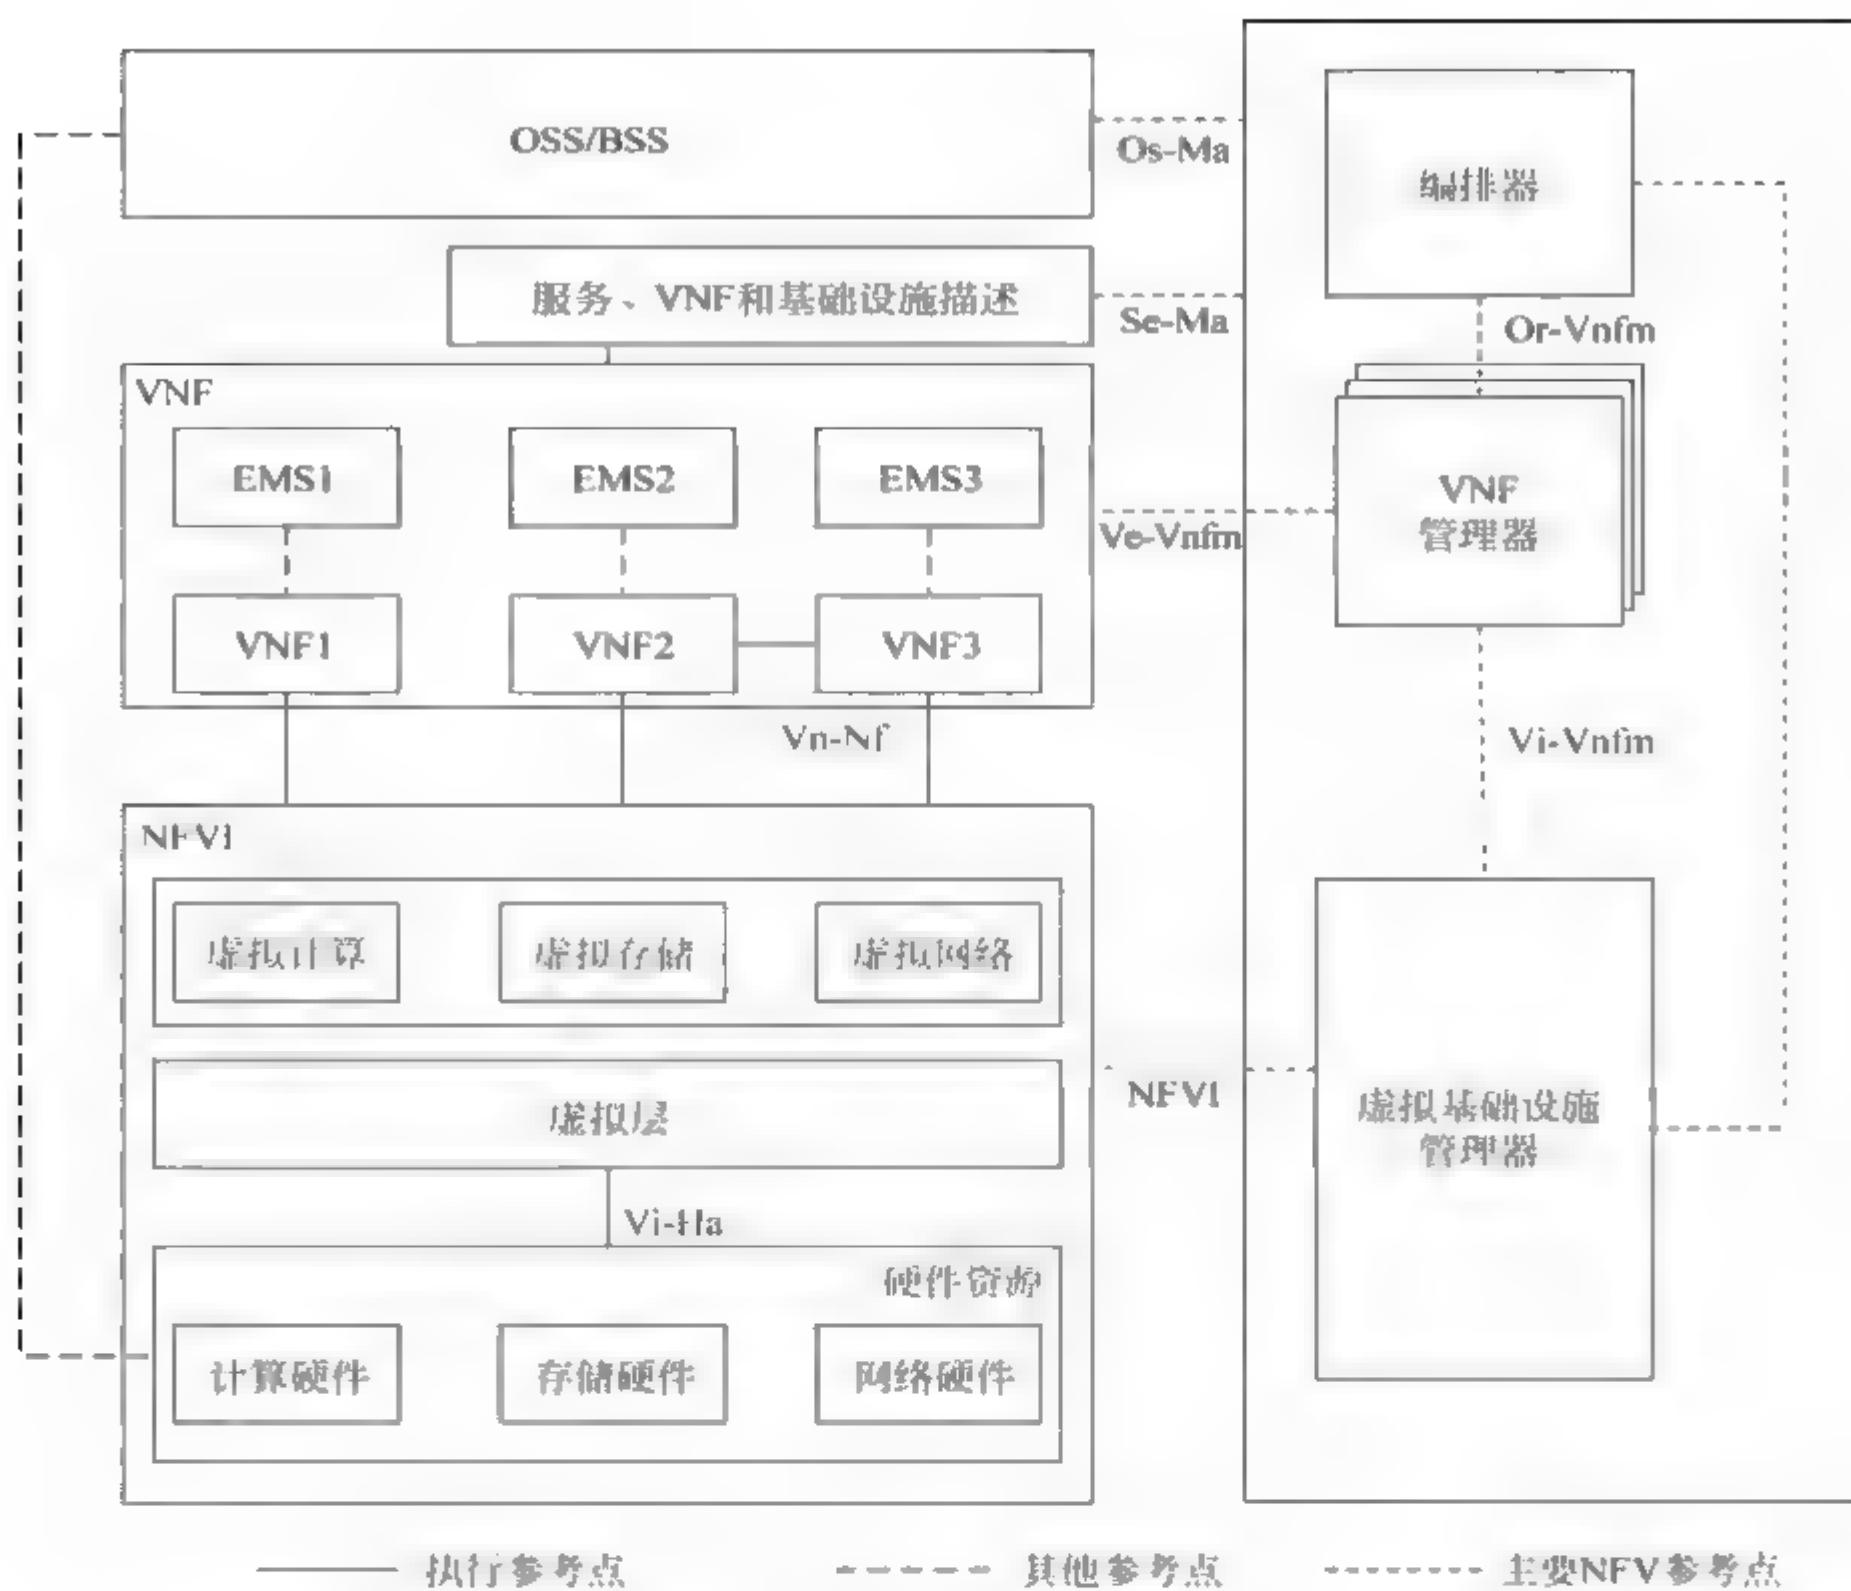 OSS/BSS
Os-Ma
编排器
服务、VNF和基础设施描述
Se-Ma
Or-Vnfm
VNF
EMS1
EMS2
EMS3
VNF
管理器
Ve-Vnfm
VNF1
VNF2
VNF3
Vn-Nf
Vi-Vnfm
NFVI
虚拟计算
虚拟存储
虚拟网络
NFVI
虚拟基础设施
管理器
虚拟层
Vi-Ha
硬件资源
计算硬件
存储硬件
网络硬件
执行参考点
其他参考点
主要NFV参考点